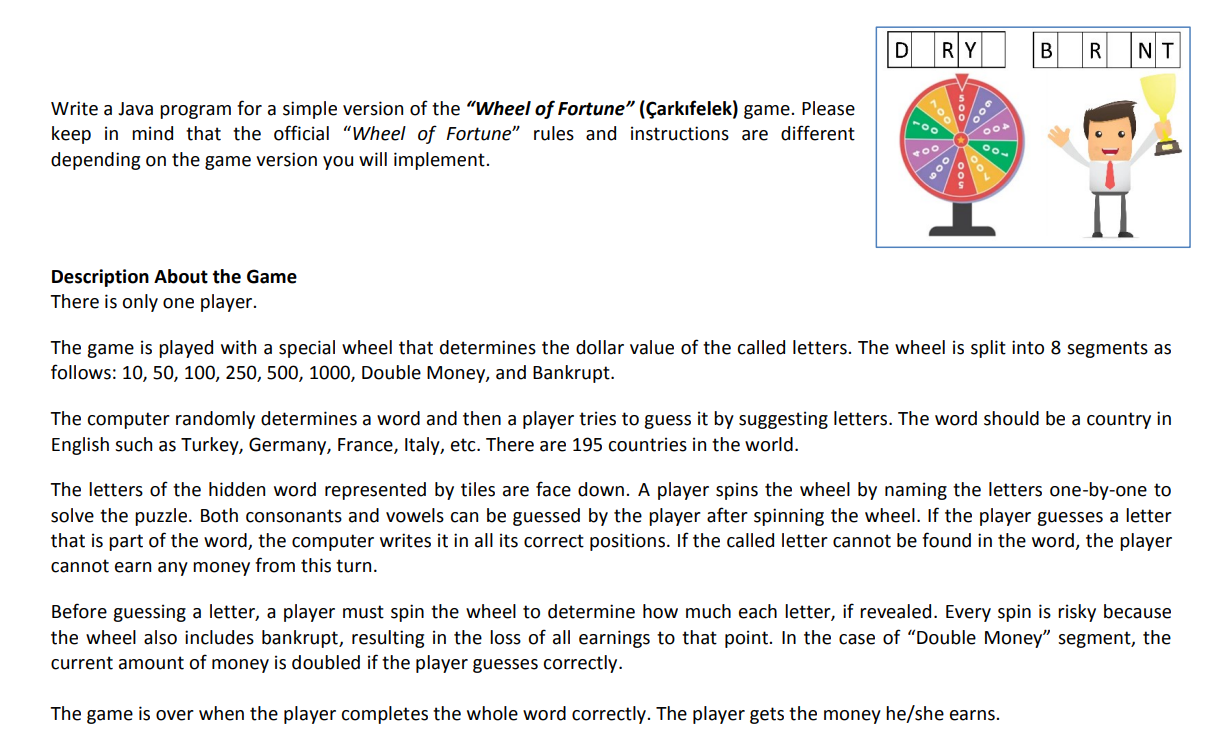 D RY B R NT
500
600
400
100
700
500
600
400
100
700
Write a Java program for a simple version of the “Wheel of Fortune” (Çarkıfelek) game. Please
keep in mind that the official “Wheel of Fortune” rules and instructions are different
depending on the game version you will implement.
Description About the Game
There is only one player.
The game is played with a special wheel that determines the dollar value of the called letters. The wheel is split into 8 segments as
follows: 10, 50, 100, 250, 500, 1000, Double Money, and Bankrupt.
The computer randomly determines a word and then a player tries to guess it by suggesting letters. The word should be a country in
English such as Turkey, Germany, France, Italy, etc. There are 195 countries in the world.
The letters of the hidden word represented by tiles are face down. A player spins the wheel by naming the letters one-by-one to
solve the puzzle. Both consonants and vowels can be guessed by the player after spinning the wheel. If the player guesses a letter
that is part of the word, the computer writes it in all its correct positions. If the called letter cannot be found in the word, the player
cannot earn any money from this turn.
Before guessing a letter, a player must spin the wheel to determine how much each letter, if revealed. Every spin is risky because
the wheel also includes bankrupt, resulting in the loss of all earnings to that point. In the case of “Double Money” segment, the
current amount of money is doubled if the player guesses correctly.
The game is over when the player completes the whole word correctly. The player gets the money he/she earns.